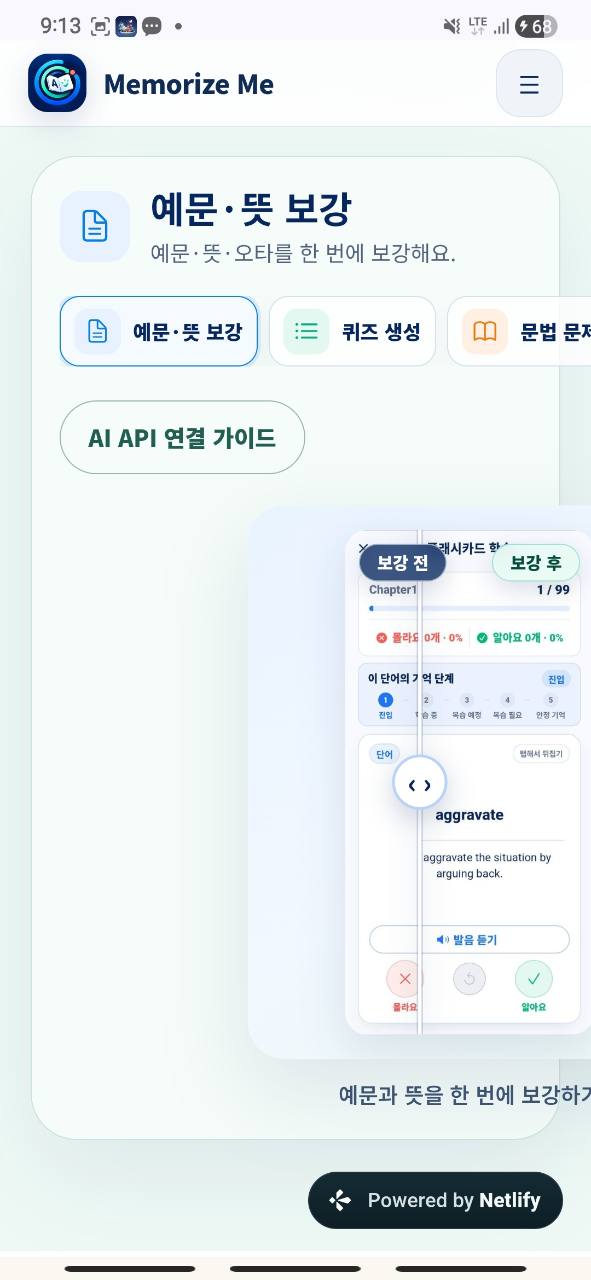 9:13
LTE
68
Memorize Me
예문·뜻 보강
예문·뜻·오타를 한 번에 보강해요.
예문·뜻 보강
퀴즈 생성
문법 문제
AI API 연결 가이드
보강 전
보강 후
Chapter1
1 / 99
몰라요 0개 · 0%
알아요 0개 · 0%
이 단어의 기억 단계
진입
1
2
3
4
5
진입
학습 중
복습 예정
복습 필요
안정 기억
단어
탭해서 뒤집기
aggravate
aggravate the situation by
arguing back.
발음 듣기
몰라요
알아요
예문과 뜻을 한 번에 보강하기
Powered by Netlify